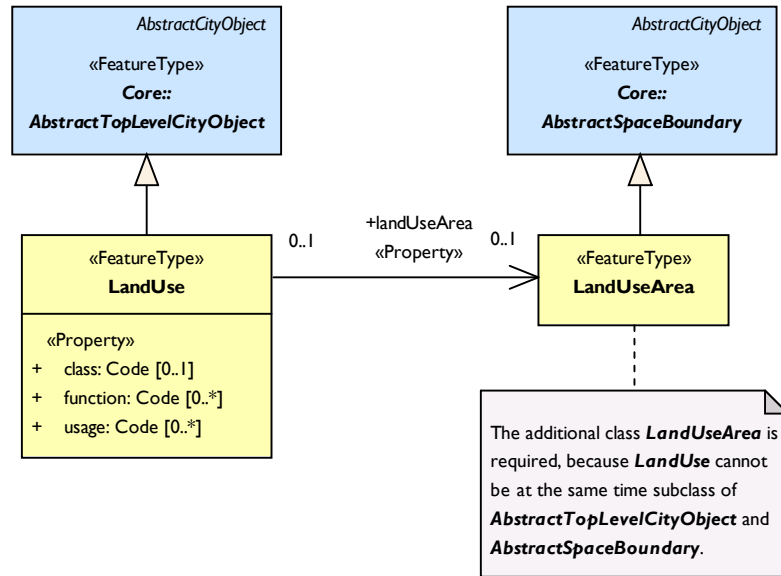 AbstractCityObject
«FeatureType»
Core::
AbstractTopLevelCityObject
AbstractCityObject
«FeatureType»
Core::
AbstractSpaceBoundary
«FeatureType»
LandUse
«Property»
+ class: Code [0..1]
+ function: Code [0..*]
+ usage: Code [0..*]
0..1
+landUseArea
«Property»
0..1
«FeatureType»
LandUseArea
The additional class LandUseArea is
required, because LandUse cannot
be at the same time subclass of
AbstractTopLevelCityObject and
AbstractSpaceBoundary.